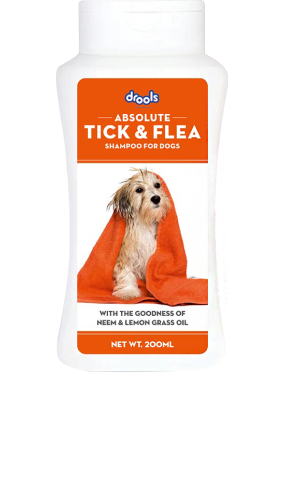 drools
ABSOLUTE
TICK & FLEA
SHAMPOO FOR DOGS
WITH THE GOODNESS OF
NEEM & LEMON GRASS OIL
NET WT. 200ML